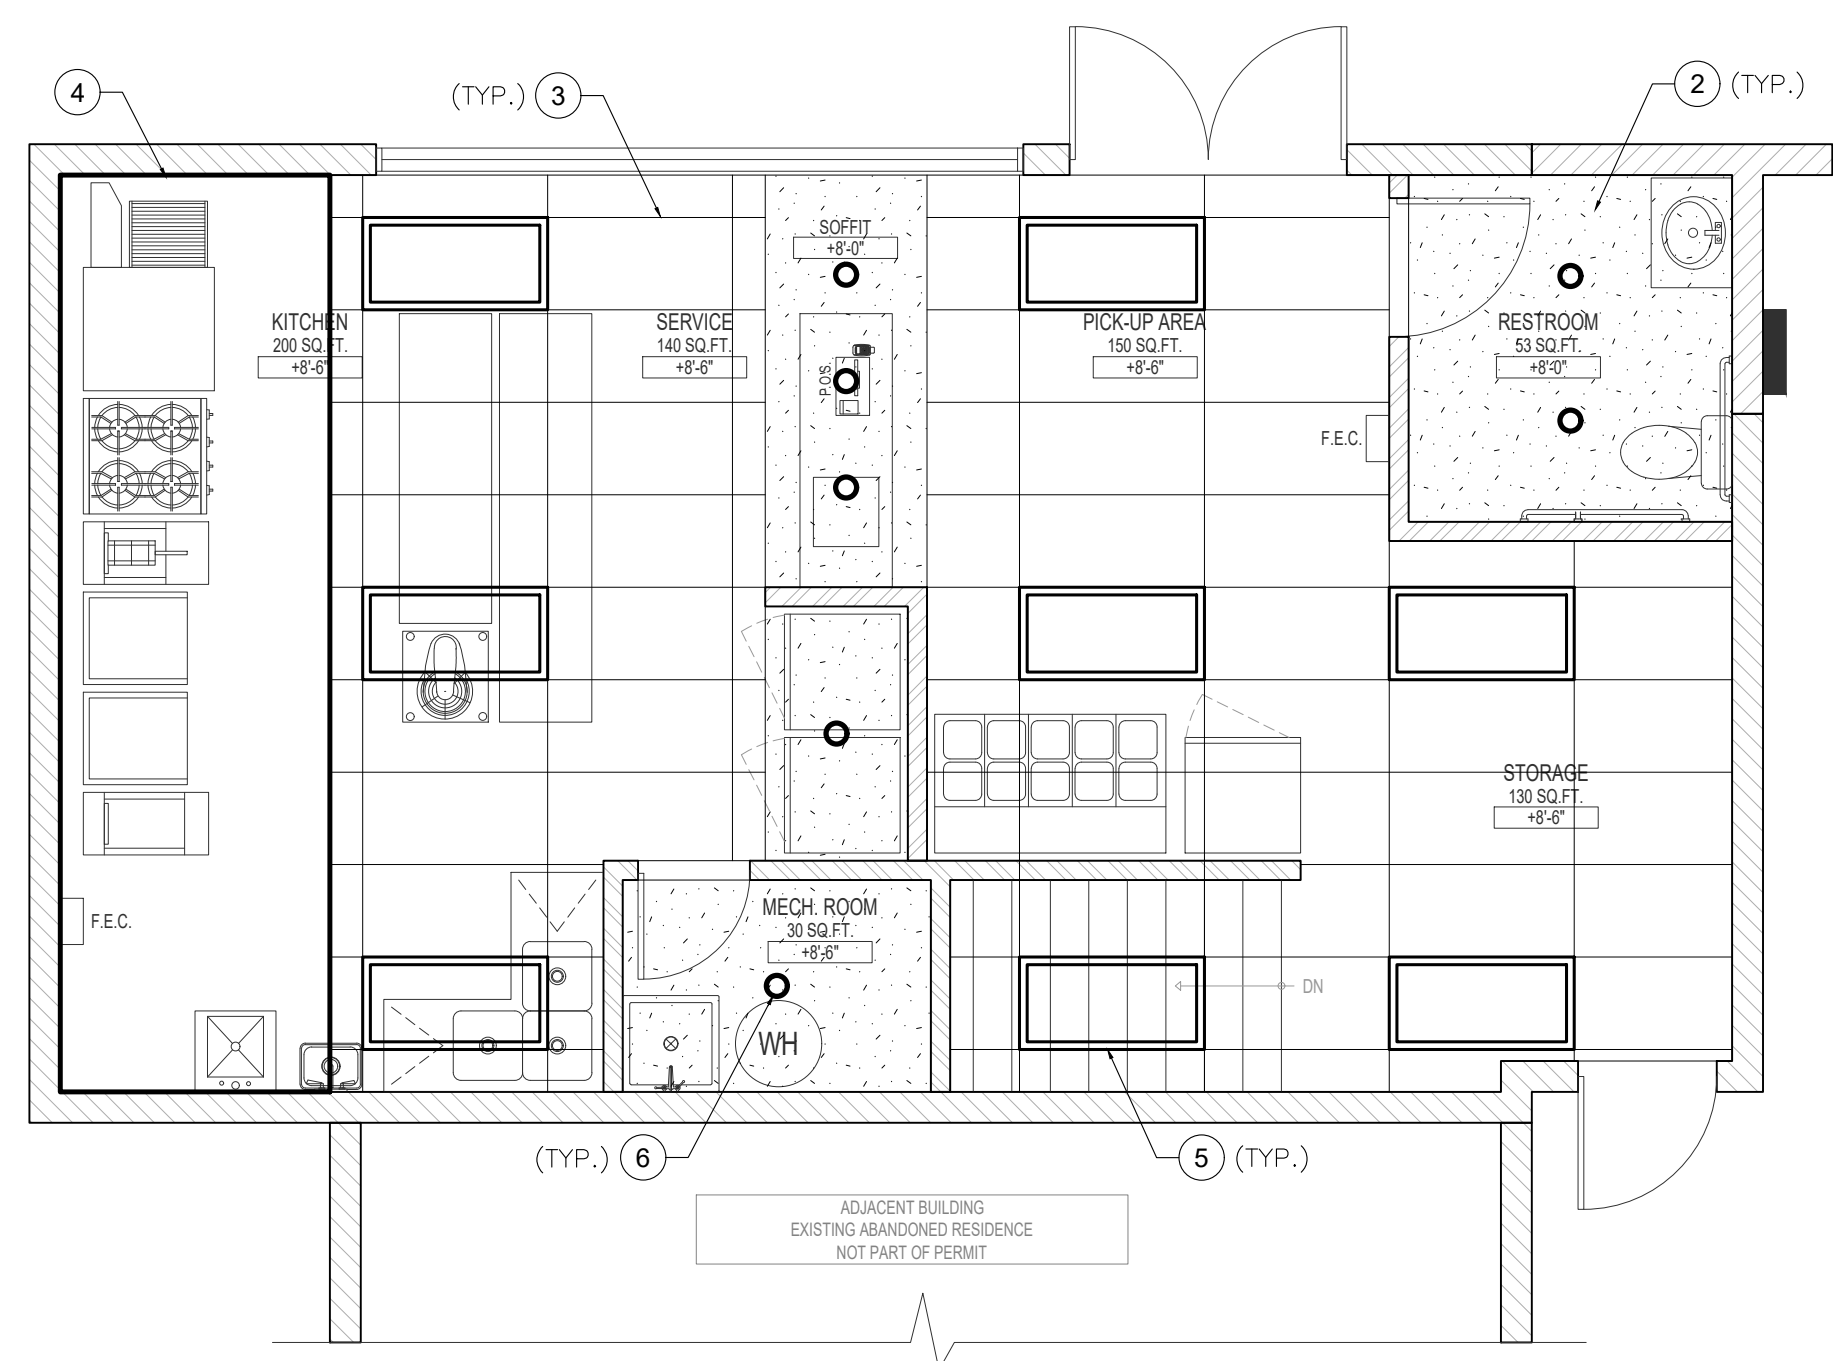 4
(TYP.) 3
2 (TYP.)
SOFFIT
+8'-0"
KITCHEN
200 SQ.FT.
+8'-6"
SERVICE
140 SQ.FT.
+8'-6"
P.O.S.
PICK-UP AREA
150 SQ.FT.
+8'-6"
RESTROOM
53 SQ.FT.
+8'-0"
F.E.C.
STORAGE
130 SQ.FT.
+8'-6"
F.E.C.
MECH. ROOM
30 SQ.FT.
+8'-6"
DN
WH
(TYP.) 6
5 (TYP.)
ADJACENT BUILDING
EXISTING ABANDONED RESIDENCE
NOT PART OF PERMIT